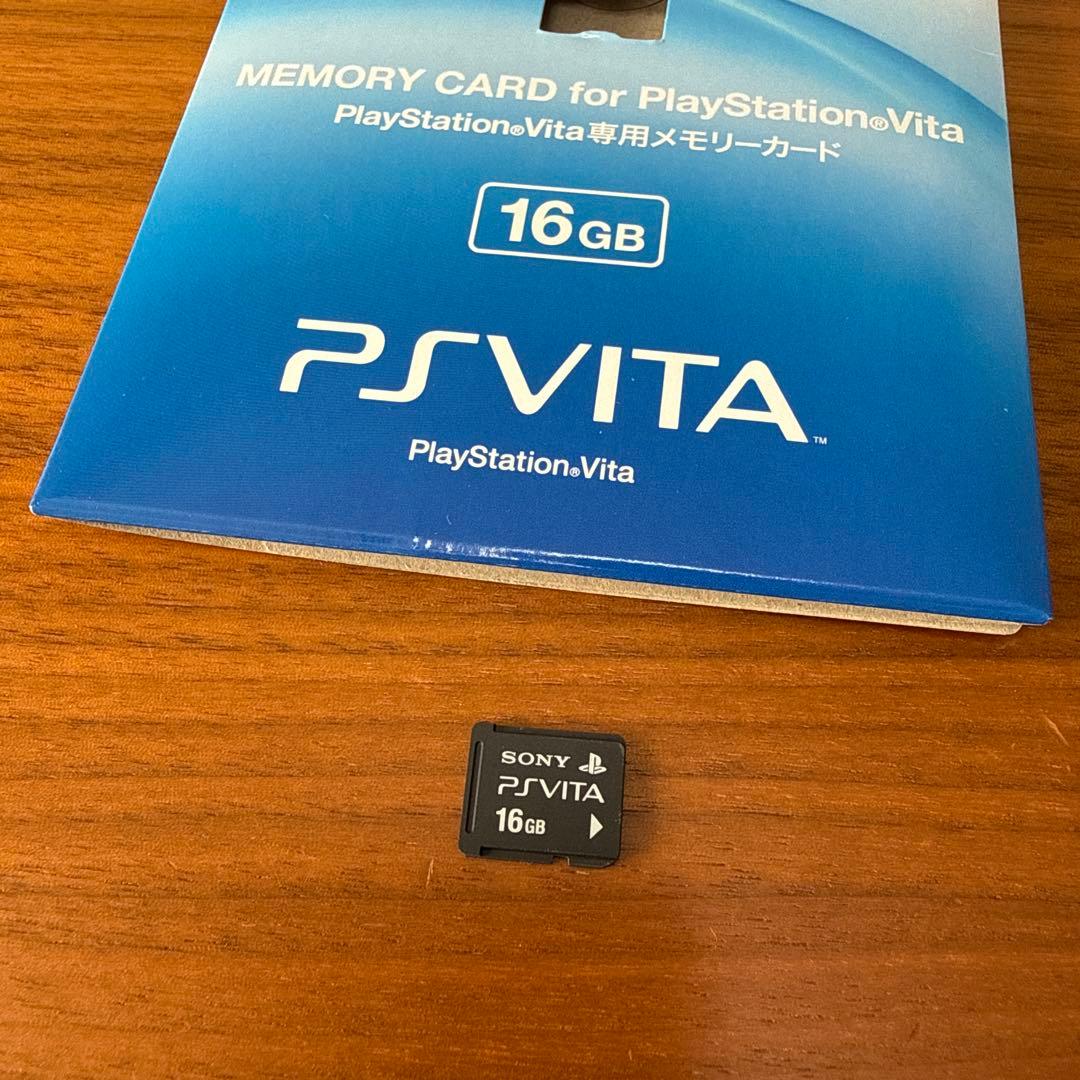 MEMORY CARD for PlayStation®Vita
PlayStation®Vita専用メモリーカード
16GB
PSVITA™
PlayStation®Vita
SONY
PSVITA
16GB